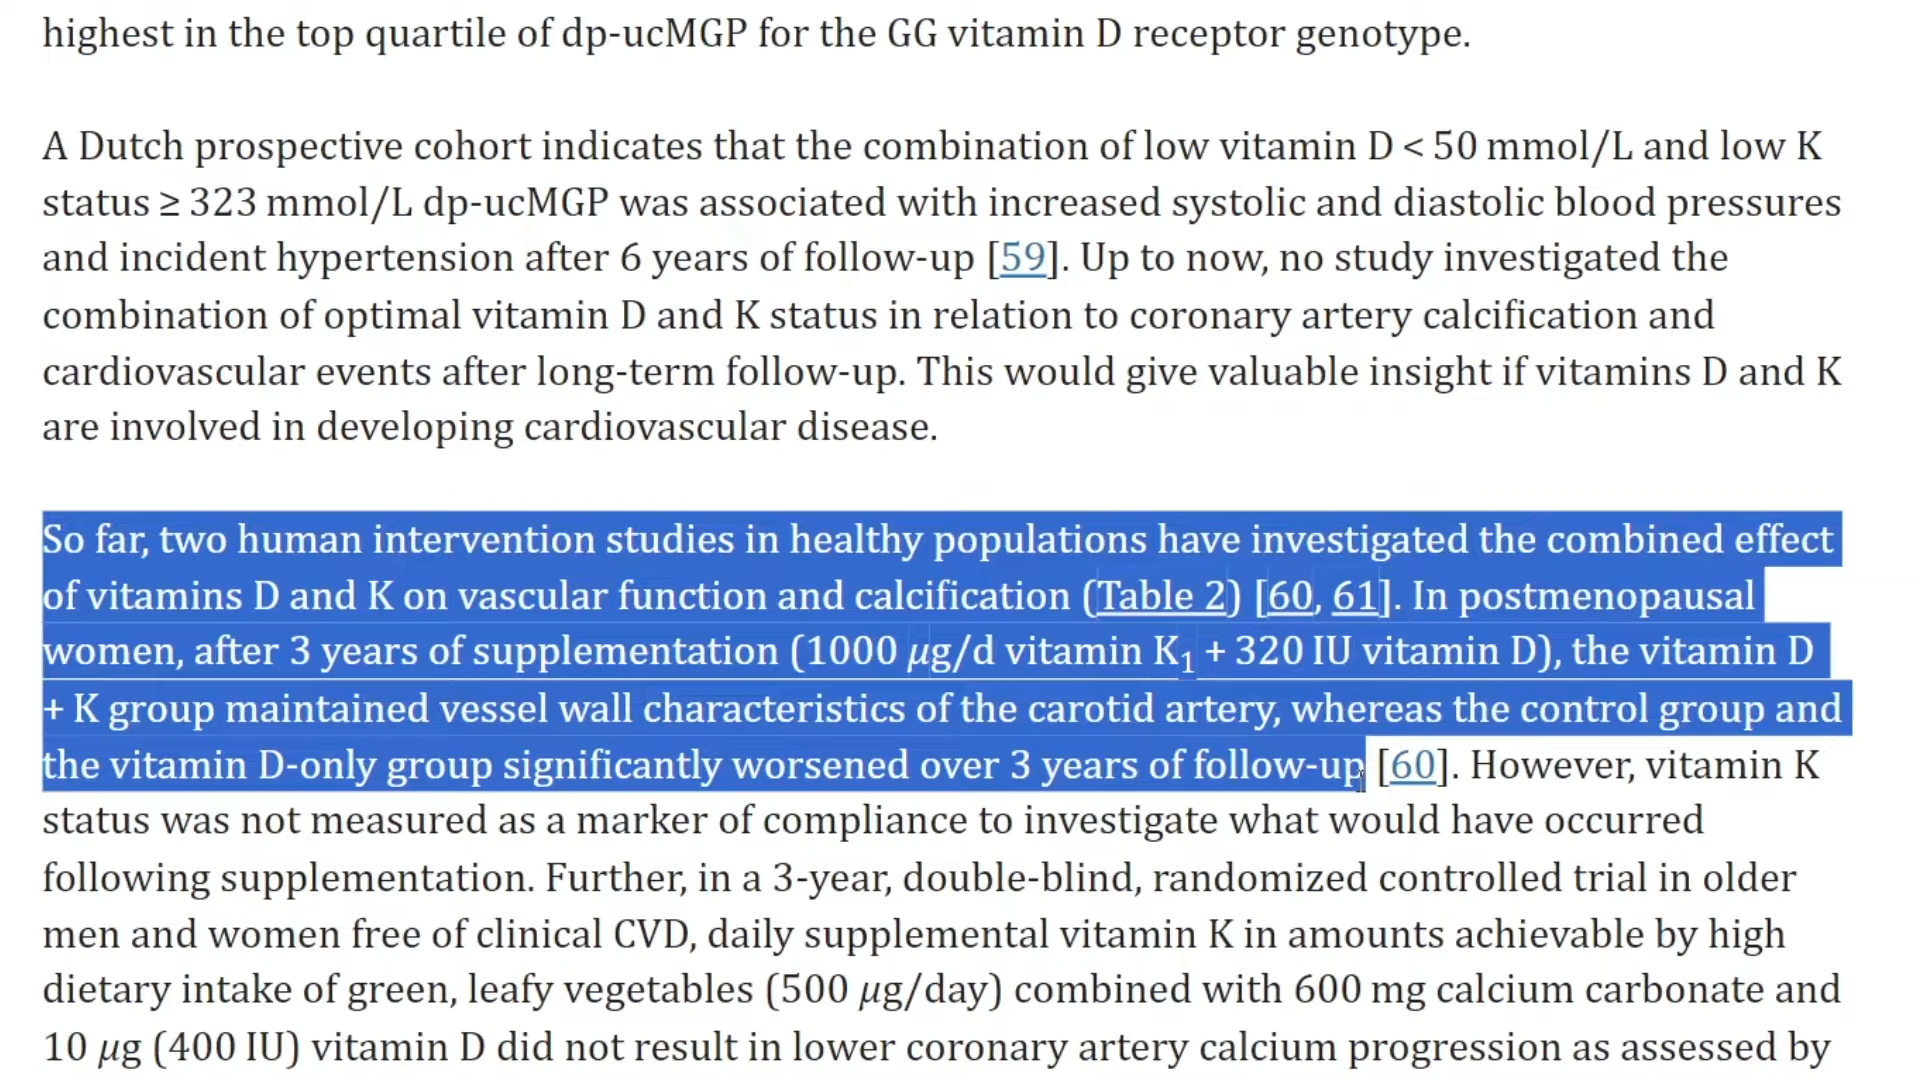 highest in the top quartile of dp-ucMGP for the GG vitamin D receptor genotype.
A Dutch prospective cohort indicates that the combination of low vitamin D < 50 mmol/L and low K
status ≥ 323 mmol/L dp-ucMGP was associated with increased systolic and diastolic blood pressures
and incident hypertension after 6 years of follow-up [59]. Up to now, no study investigated the
combination of optimal vitamin D and K status in relation to coronary artery calcification and
cardiovascular events after long-term follow-up. This would give valuable insight if vitamins D and K
are involved in developing cardiovascular disease.
So far, two human intervention studies in healthy populations have investigated the combined effect
of vitamins D and K on vascular function and calcification (Table 2) [60, 61]. In postmenopausal
women, after 3 years of supplementation (1000 μg/d vitamin K₁ + 320 IU vitamin D), the vitamin D
+ K group maintained vessel wall characteristics of the carotid artery, whereas the control group and
the vitamin D-only group significantly worsened over 3 years of follow-up [60]. However, vitamin K
status was not measured as a marker of compliance to investigate what would have occurred
following supplementation. Further, in a 3-year, double-blind, randomized controlled trial in older
men and women free of clinical CVD, daily supplemental vitamin K in amounts achievable by high
dietary intake of green, leafy vegetables (500 μg/day) combined with 600 mg calcium carbonate and
10 μg (400 IU) vitamin D did not result in lower coronary artery calcium progression as assessed by